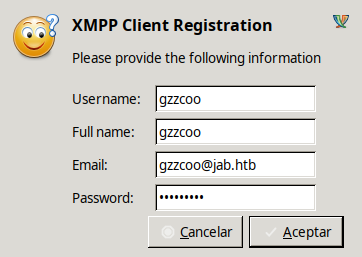 XMPP Client Registration
Please provide the following information
Username: gzzcoo
Full name: gzzcoo
Email: gzzcoo@jab.htb
Password: •••••••••
Cancelar Aceptar